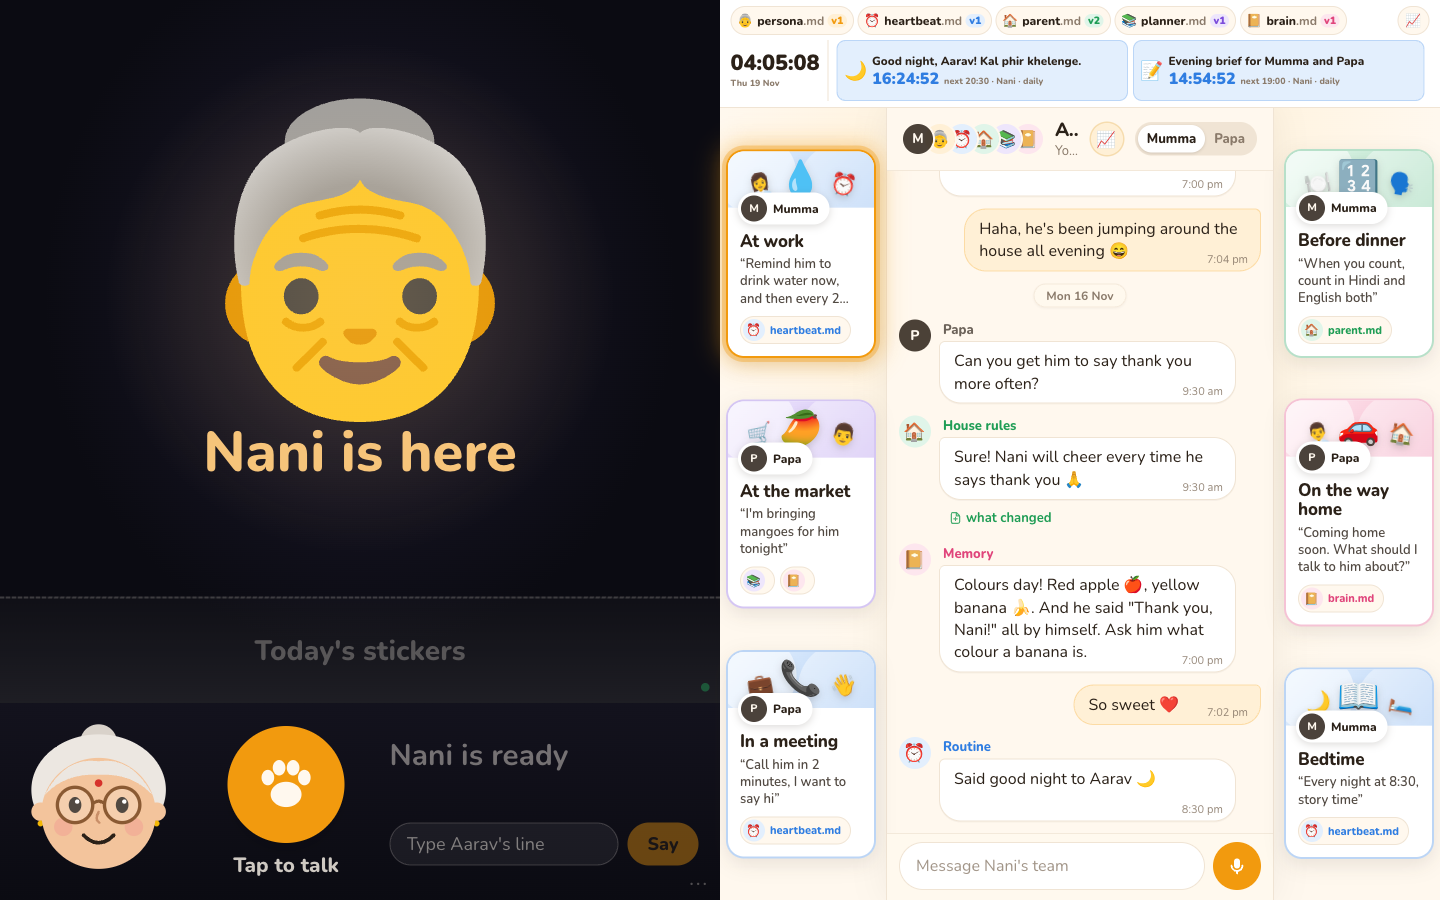 Nani is here
Today's stickers
Nani is ready
Tap to talk
Type Aarav's line
Say
...
persona.md v1
heartbeat.md v1
parent.md v2
planner.md v1
brain.md v1
04:05:08
Thu 19 Nov
Good night, Aarav! Kal phir khelenge.
16:24:52 next 20:30 · Nani · daily
Evening brief for Mumma and Papa
14:54:52 next 19:00 · Nani · daily
M Mumma
At work
“Remind him to
drink water now,
and then every 2...
heartbeat.md
P Papa
At the market
“I'm bringing
mangoes for him
tonight”
P Papa
In a meeting
“Call him in 2
minutes, I want to
say hi”
heartbeat.md
M
A..
Yo...
Mumma Papa
7:00 pm
Haha, he's been jumping around the
house all evening 😄
7:04 pm
Mon 16 Nov
P
Papa
Can you get him to say thank you
more often?
9:30 am
House rules
Sure! Nani will cheer every time he
says thank you 🙏
9:30 am
what changed
Memory
Colours day! Red apple 🍎, yellow
banana 🍌. And he said "Thank you,
Nani!" all by himself. Ask him what
colour a banana is.
7:00 pm
So sweet ❤️
7:02 pm
Routine
Said good night to Aarav 🌙
8:30 pm
Message Nani's team
1 2
3 4
M Mumma
Before dinner
“When you count,
count in Hindi and
English both”
parent.md
P Papa
On the way
home
“Coming home
soon. What should I
talk to him about?”
brain.md
M Mumma
Bedtime
“Every night at 8:30,
story time”
heartbeat.md